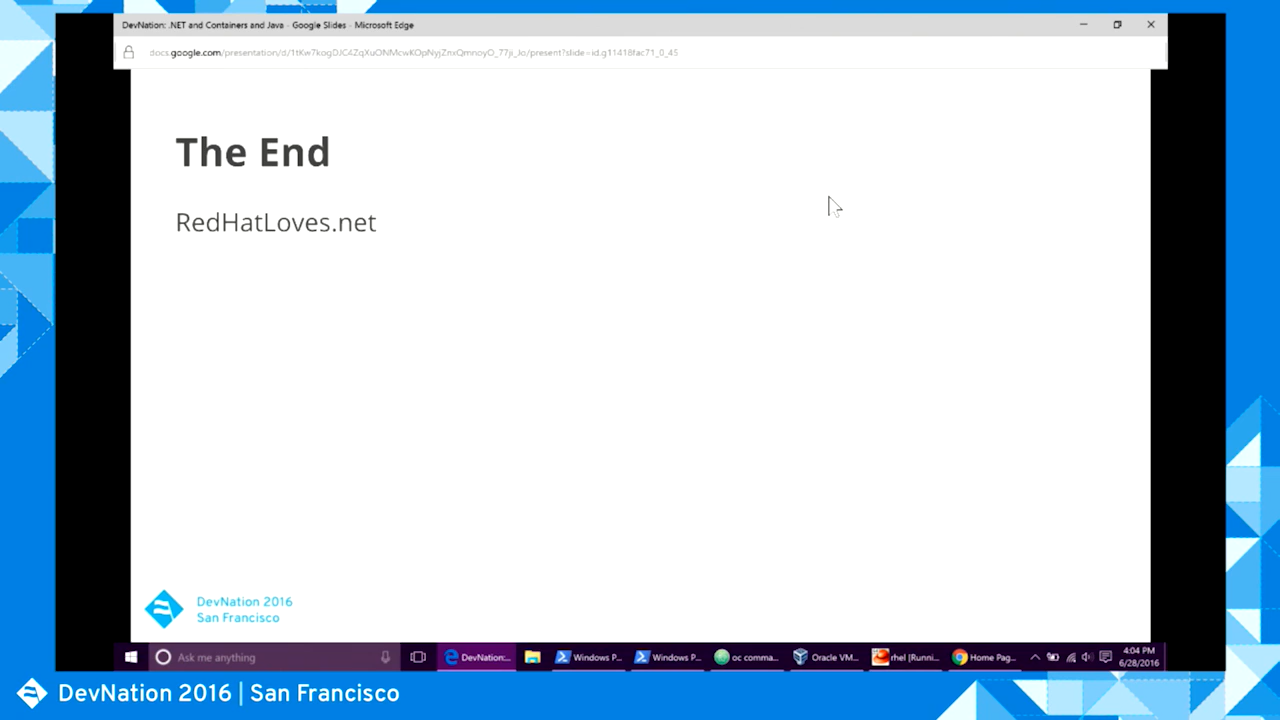 DevNation: .NET and Containers and Java - Google Slides - Microsoft Edge
The End
RedHatLoves.net
DevNation 2016
San Francisco
Ask me anything
DevNation:...
Windows P...
Windows P...
oc comma...
Oracle VM...
rhel [Runni...
Home Pag...
4:04 PM
6/28/2016
DevNation 2016 | San Francisco